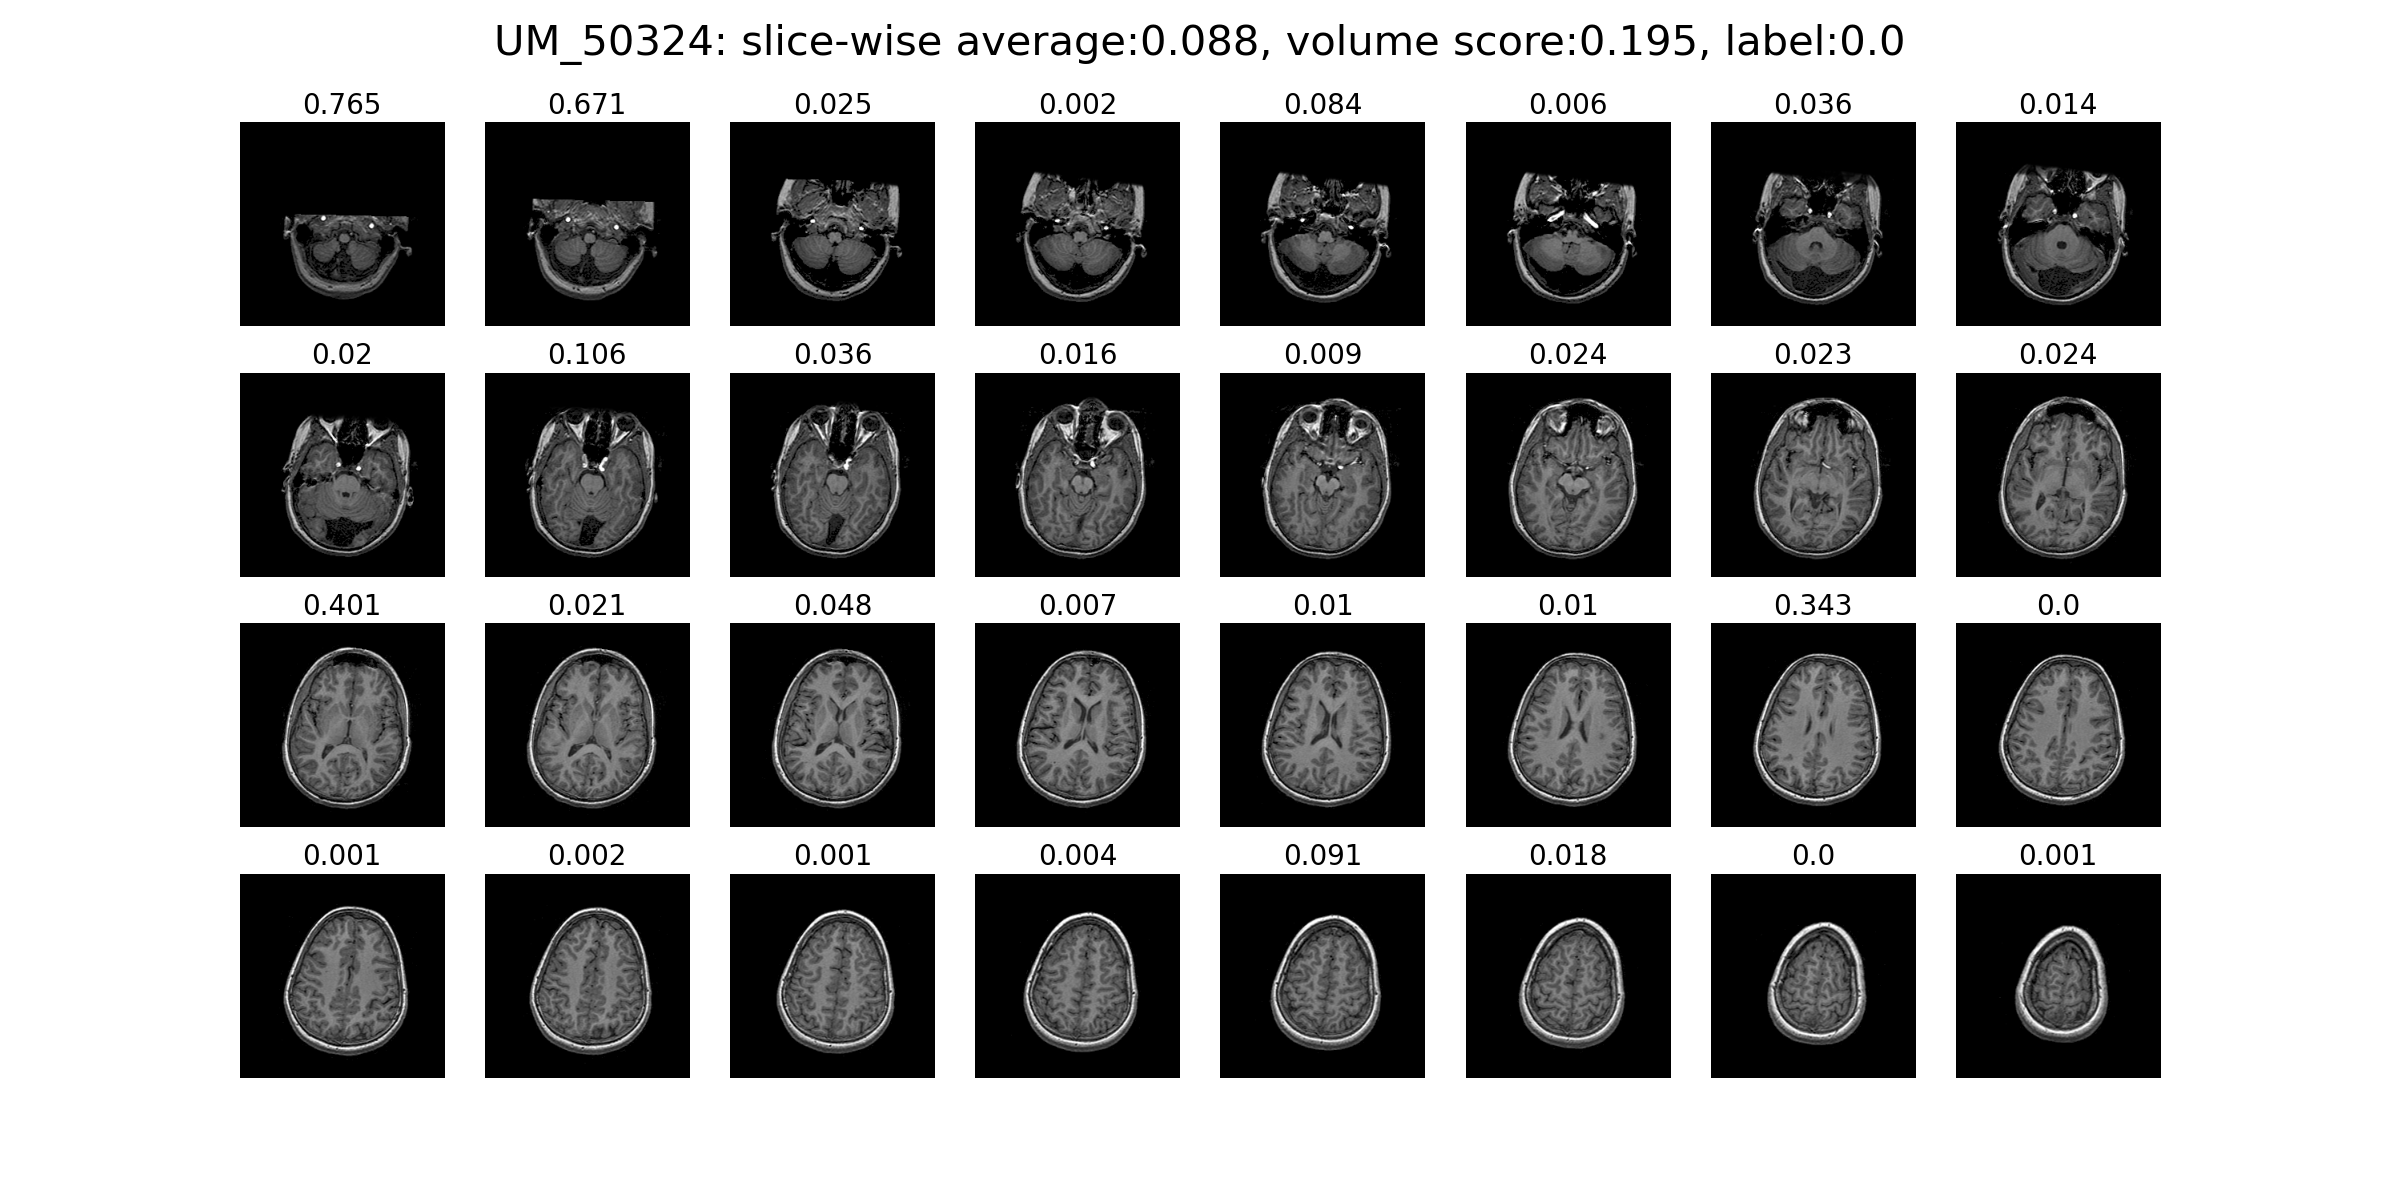 UM_50324: slice-wise average:0.088, volume score:0.195, label:0.0
0.765 0.671 0.025 0.002 0.084 0.006 0.036 0.014
0.02 0.106 0.036 0.016 0.009 0.024 0.023 0.024
0.401 0.021 0.048 0.007 0.01 0.01 0.343 0.0
0.001 0.002 0.001 0.004 0.091 0.018 0.0 0.001